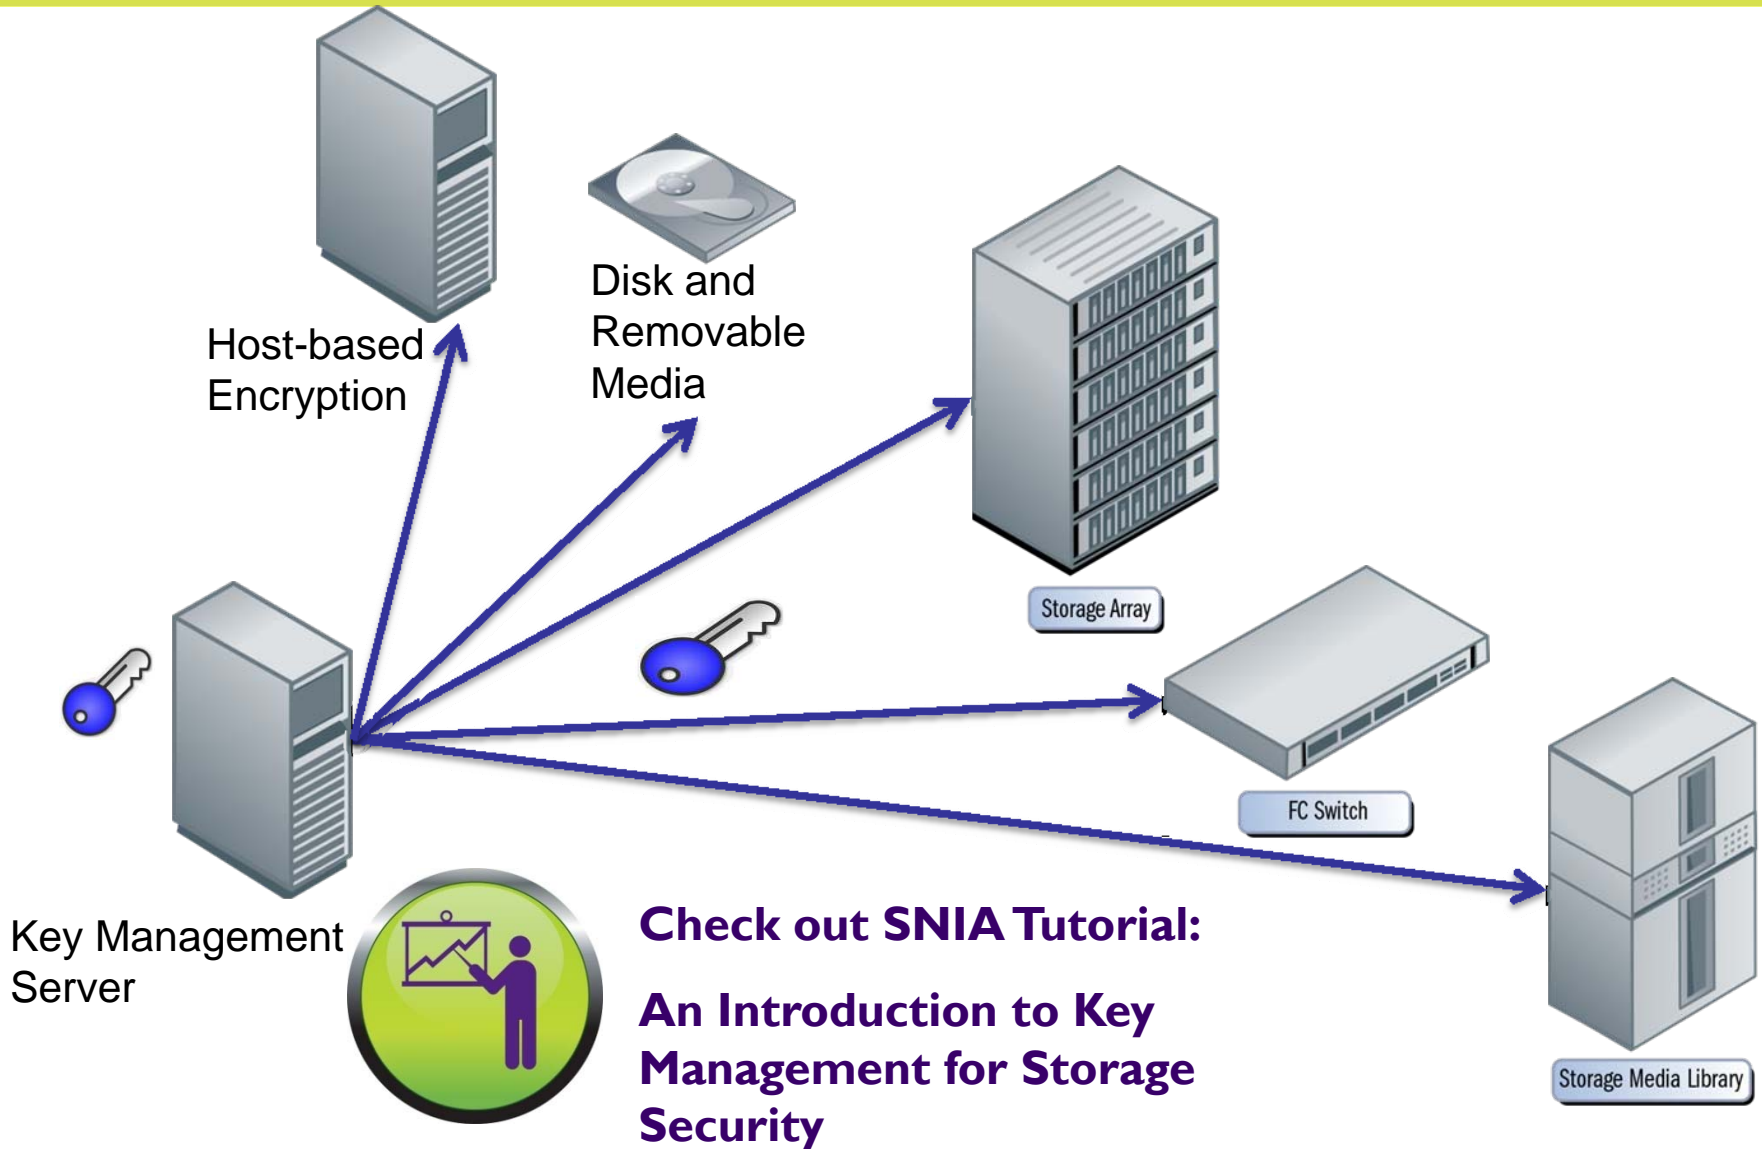 Host-based
Encryption
Disk and
Removable
Media
Storage Array
FC Switch
Storage Media Library
Key Management
Server
Check out SNIA Tutorial:
An Introduction to Key
Management for Storage
Security